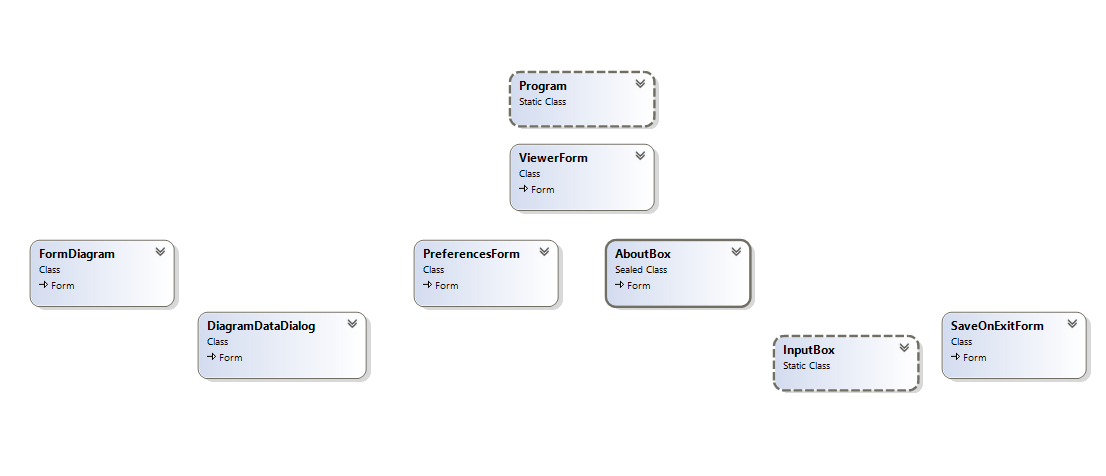 Program
Static Class
ViewerForm
Class
Form
FormDiagram
Class
Form
PreferencesForm
Class
Form
AboutBox
Sealed Class
Form
DiagramDataDialog
Class
Form
InputBox
Static Class
SaveOnExitForm
Class
Form